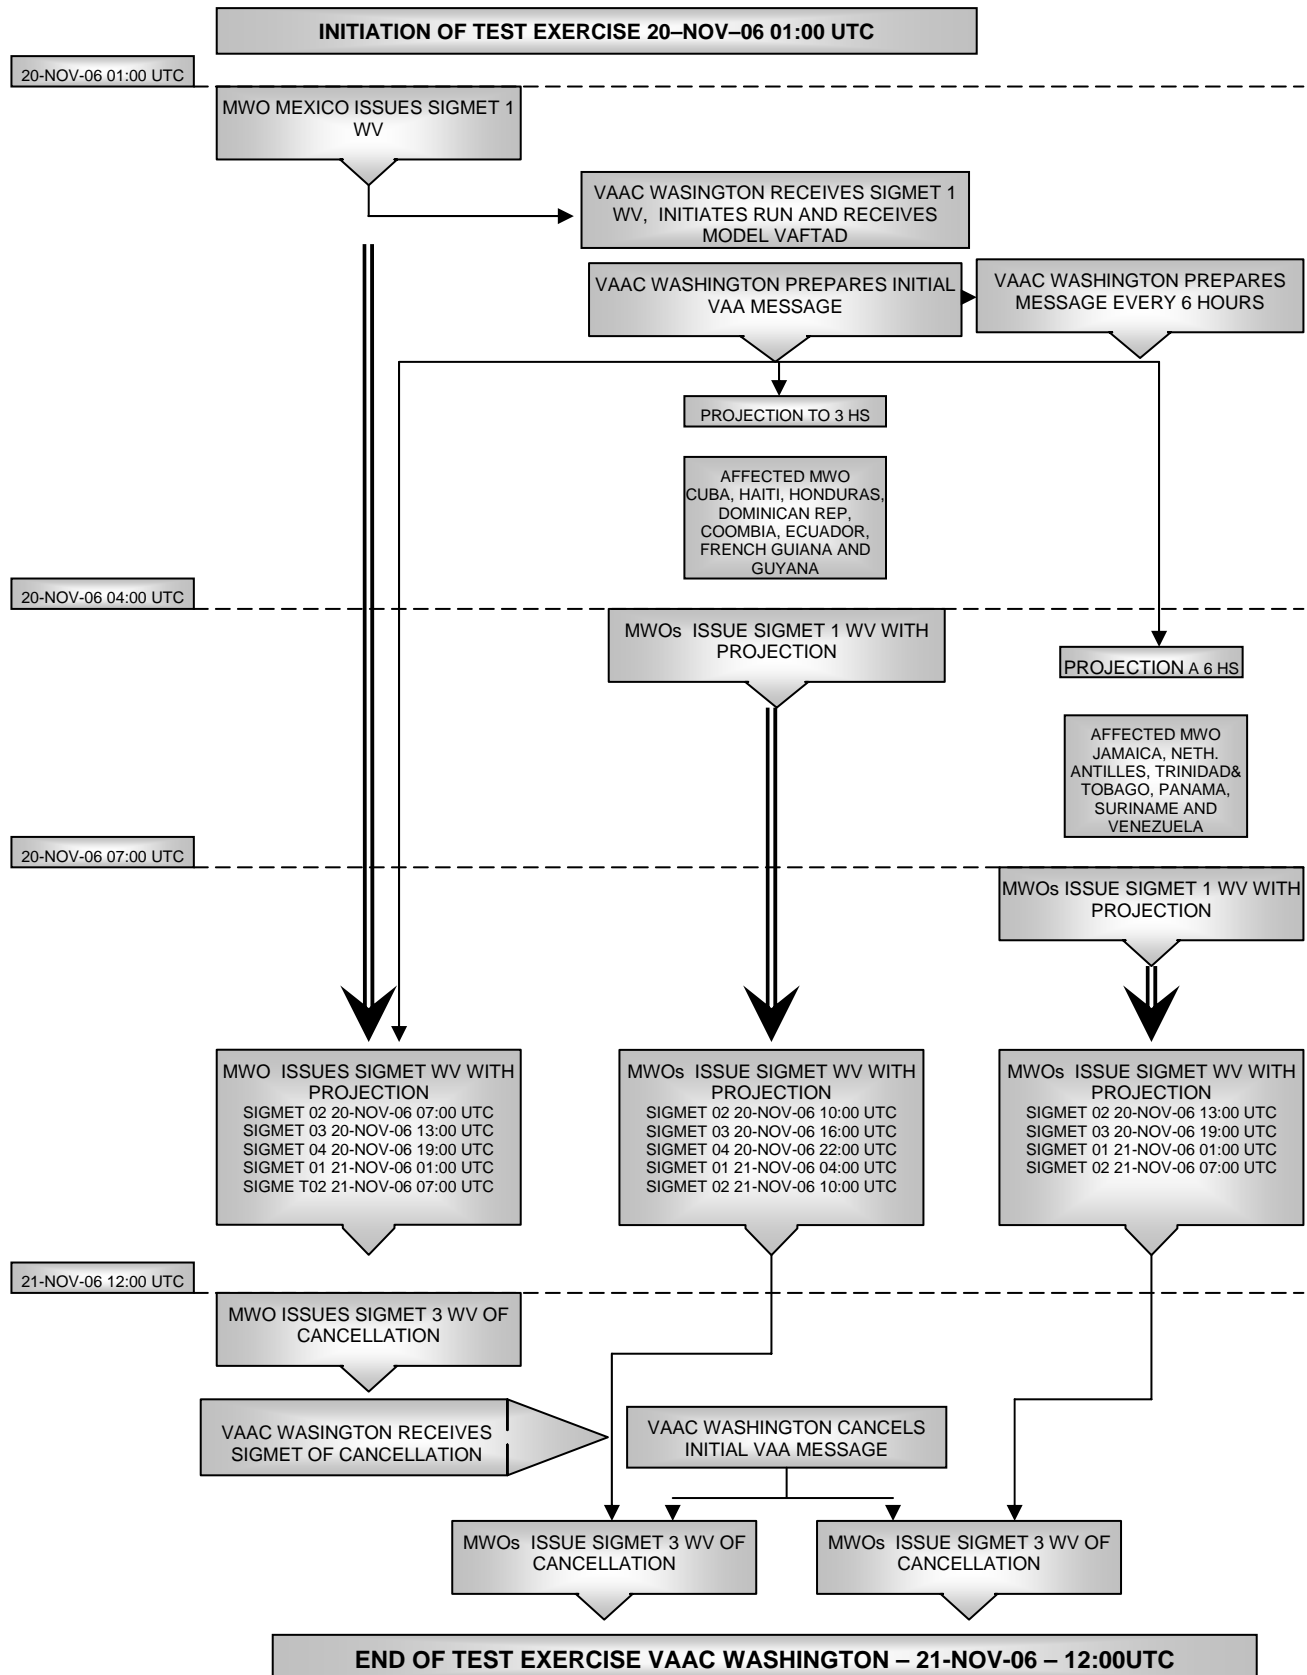 INITIATION OF TEST EXERCISE 20–NOV–06 01:00 UTC
20-NOV-06 01:00 UTC
MWO MEXICO ISSUES SIGMET 1
WV
VAAC WASINGTON RECEIVES SIGMET 1
WV, INITIATES RUN AND RECEIVES
MODEL VAFTAD
VAAC WASHINGTON PREPARES INITIAL
VAA MESSAGE
VAAC WASHINGTON PREPARES
MESSAGE EVERY 6 HOURS
PROJECTION TO 3 HS
AFFECTED MWO
CUBA, HAITI, HONDURAS,
DOMINICAN REP,
COOMBIA, ECUADOR,
FRENCH GUIANA AND
GUYANA
20-NOV-06 04:00 UTC
MWOs ISSUE SIGMET 1 WV WITH
PROJECTION
PROJECTION A 6 HS
AFFECTED MWO
JAMAICA, NETH.
ANTILLES, TRINIDAD&
TOBAGO, PANAMA,
SURINAME AND
VENEZUELA
20-NOV-06 07:00 UTC
MWOs ISSUE SIGMET 1 WV WITH
PROJECTION
MWO ISSUES SIGMET WV WITH
PROJECTION
SIGMET 02 20-NOV-06 07:00 UTC
SIGMET 03 20-NOV-06 13:00 UTC
SIGMET 04 20-NOV-06 19:00 UTC
SIGMET 01 21-NOV-06 01:00 UTC
SIGME T02 21-NOV-06 07:00 UTC
MWOs ISSUE SIGMET WV WITH
PROJECTION
SIGMET 02 20-NOV-06 10:00 UTC
SIGMET 03 20-NOV-06 16:00 UTC
SIGMET 04 20-NOV-06 22:00 UTC
SIGMET 01 21-NOV-06 04:00 UTC
SIGMET 02 21-NOV-06 10:00 UTC
MWOs ISSUE SIGMET WV WITH
PROJECTION
SIGMET 02 20-NOV-06 13:00 UTC
SIGMET 03 20-NOV-06 19:00 UTC
SIGMET 01 21-NOV-06 01:00 UTC
SIGMET 02 21-NOV-06 07:00 UTC
21-NOV-06 12:00 UTC
MWO ISSUES SIGMET 3 WV OF
CANCELLATION
VAAC WASINGTON RECEIVES
SIGMET OF CANCELLATION
VAAC WASHINGTON CANCELS
INITIAL VAA MESSAGE
MWOs ISSUE SIGMET 3 WV OF
CANCELLATION
MWOs ISSUE SIGMET 3 WV OF
CANCELLATION
END OF TEST EXERCISE VAAC WASHINGTON – 21-NOV-06 – 12:00UTC